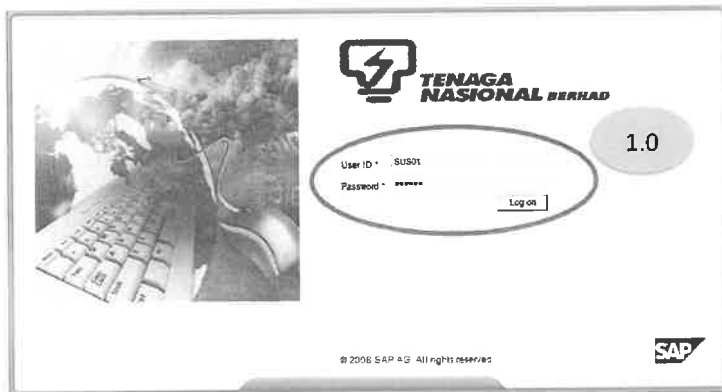 TENAGA
NASIONAL BERHAD
1.0
User ID *
SUS01
Password *
Log on
© 2008 SAP AG. All rights reserved
SAP